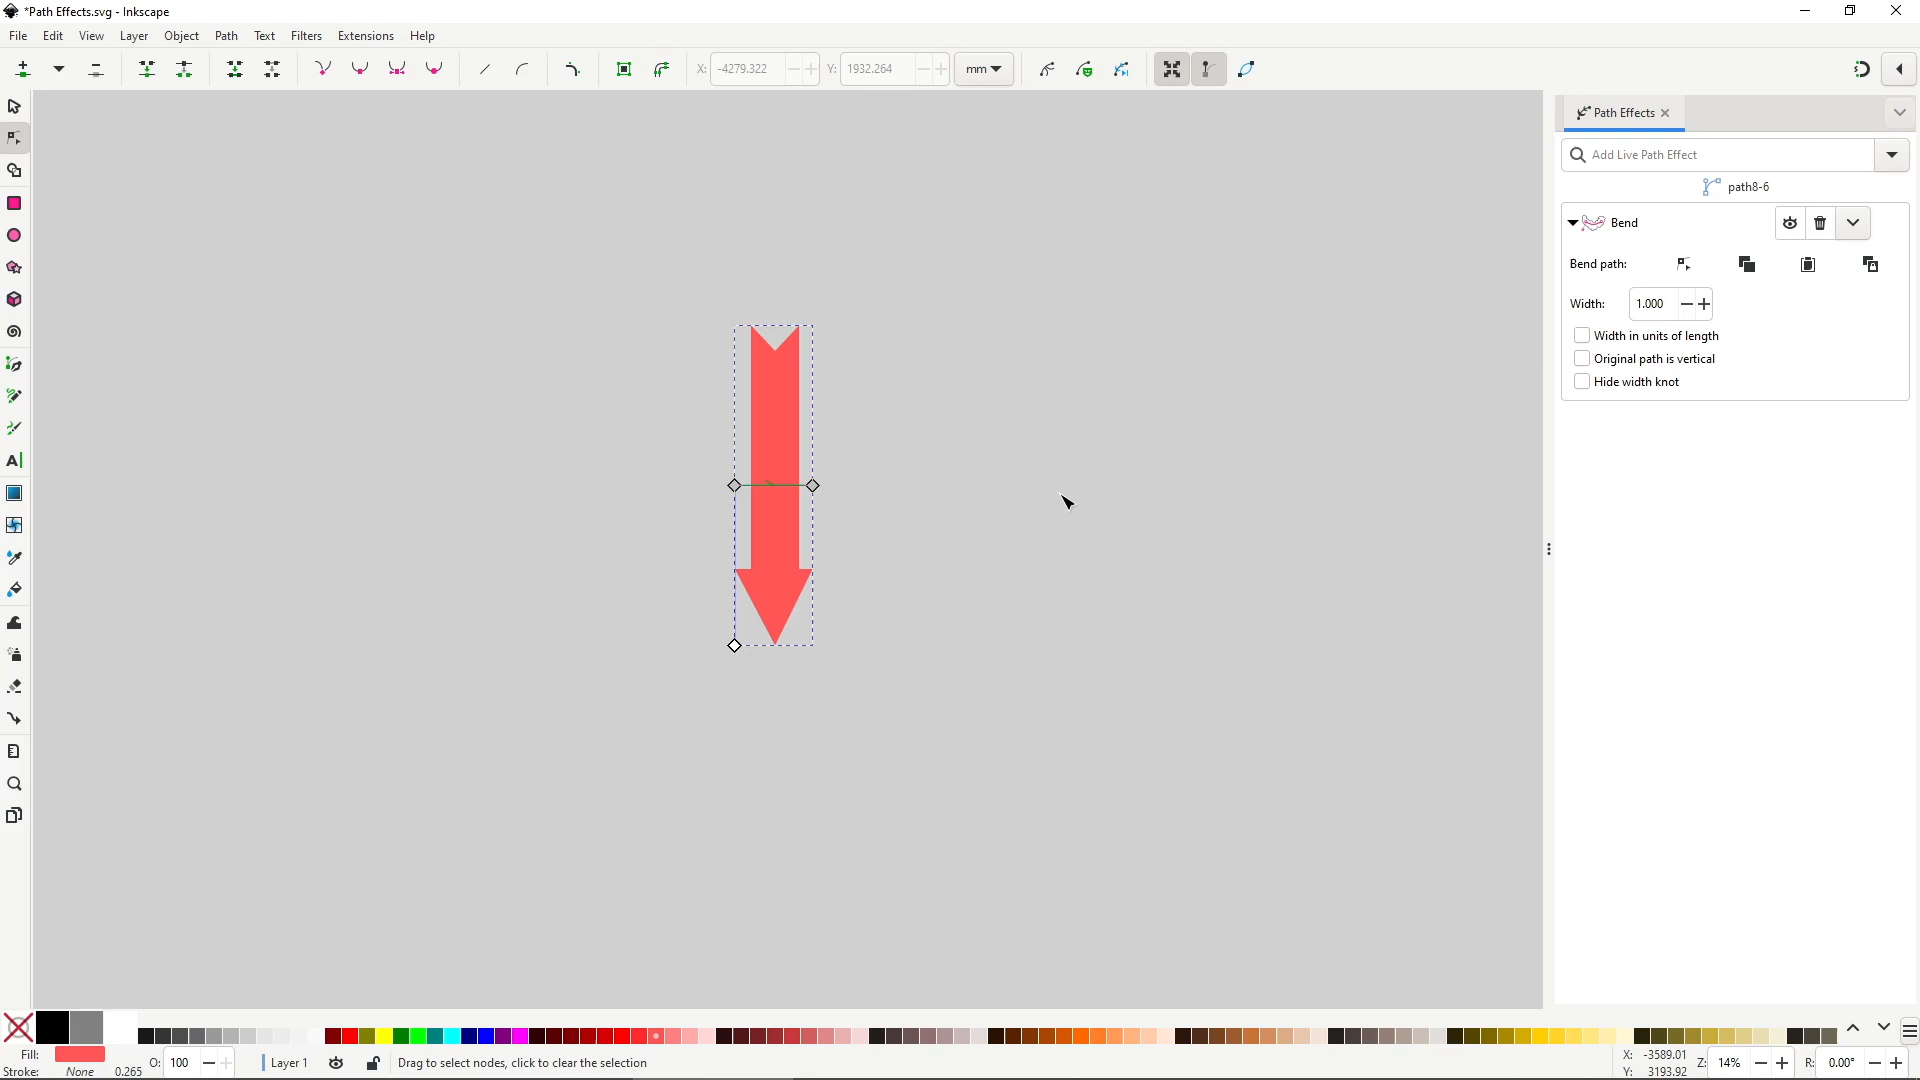 *Path Effects.svg - Inkscape
File Edit View Layer Object Path Text Filters Extensions Help
X: -4279.322 Y: 1932.264 mm
Path Effects
Add Live Path Effect
path8-6
Bend
Bend path:
Width: 1.000
Width in units of length
Original path is vertical
Hide width knot
A
Fill:
Stroke: None 0.265
O: 100
Layer 1
Drag to select nodes, click to clear the selection
X: -3589.01
Y: 3193.92
Z: 14%
R: 0.00°